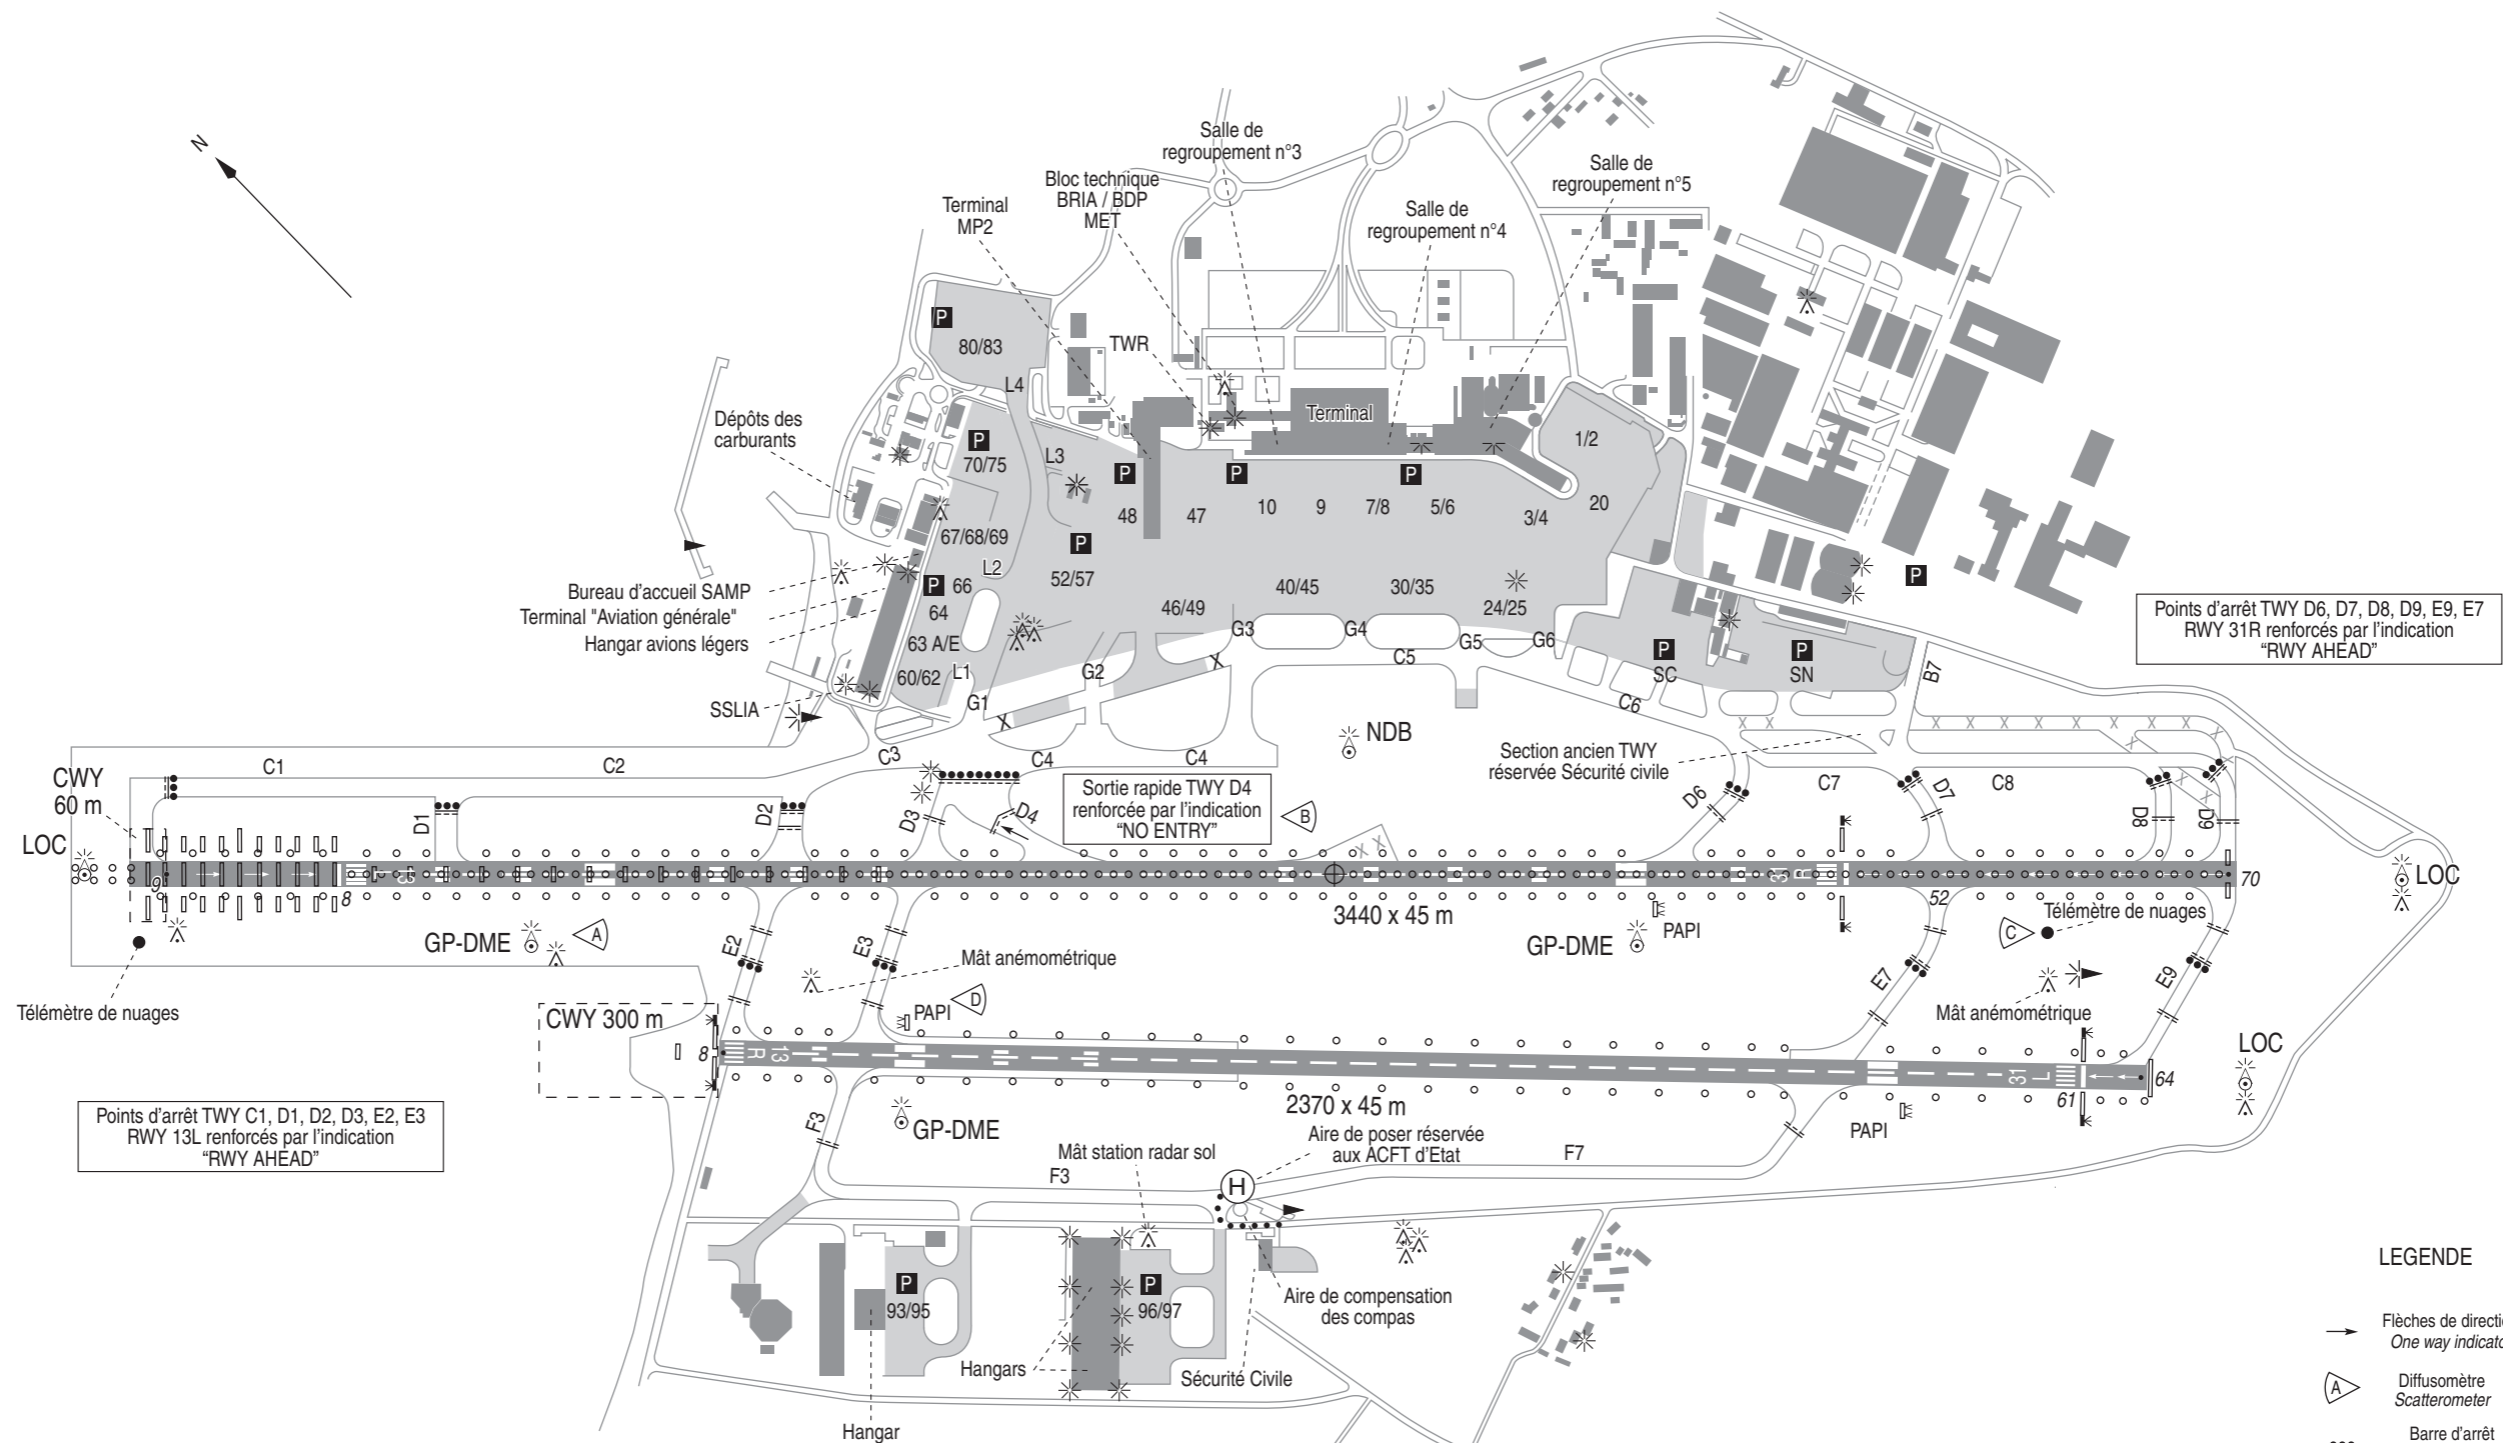 N
Salle de
regroupement n°3
Bloc technique
BRIA / BDP
MET
Salle de
regroupement n°5
Terminal
MP2
Salle de
regroupement n°4
P
80/83
TWR
L4
Dépôts des
carburants
Terminal
1/2
P
70/75
L3
P
P
P
48
47
10
9
7/8
5/6
3/4
20
67/68/69
P
L2
52/57
Bureau d'accueil SAMP
Terminal "Aviation générale"
Hangar avions légers
P
66
64
63 A/E
60/62
L1
46/49
40/45
30/35
24/25
P
G1
G2
G3
G4
G5
G6
C5
X
X
P
SC
P
SN
B7
C6
Points d'arrêt TWY D6, D7, D8, D9, E9, E7
RWY 31R renforcés par l'indication
"RWY AHEAD"
SSLIA
NDB
Section ancien TWY
réservée Sécurité civile
X X X X X X X
CWY
60 m
C1
C2
C3
C4
C4
C7
C8
LOC
D1
D2
D3
D4
Sortie rapide TWY D4
renforcée par l'indication
"NO ENTRY"
B
D6
D7
D8
D9
9
8
13
L
X X
31
R
52
70
LOC
3440 x 45 m
GP-DME
A
GP-DME
PAPI
C
Télémètre de nuages
E2
E3
Mât anémométrique
E7
E9
Télémètre de nuages
CWY 300 m
PAPI
D
Mât anémométrique
8
R
13
31
L
61
64
LOC
2370 x 45 m
PAPI
Points d'arrêt TWY C1, D1, D2, D3, E2, E3
RWY 13L renforcés par l'indication
"RWY AHEAD"
F3
GP-DME
Mât station radar sol
Aire de poser réservée
aux ACFT d'Etat
F7
F3
H
P
93/95
P
96/97
Aire de compensation
des compas
Hangars
Sécurité Civile
Hangar
LEGENDE
Flèches de directi
One way indicato
A
Diffusomètre
Scatterometer
Barre d'arrêt